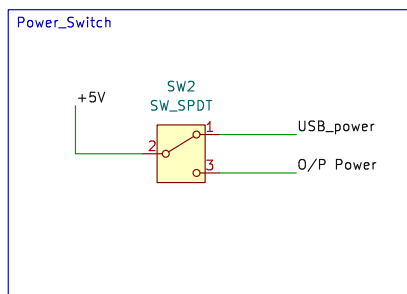 Power_Switch
SW2
SW_SPDT
+5V
1
USB_power
2
3
O/P Power